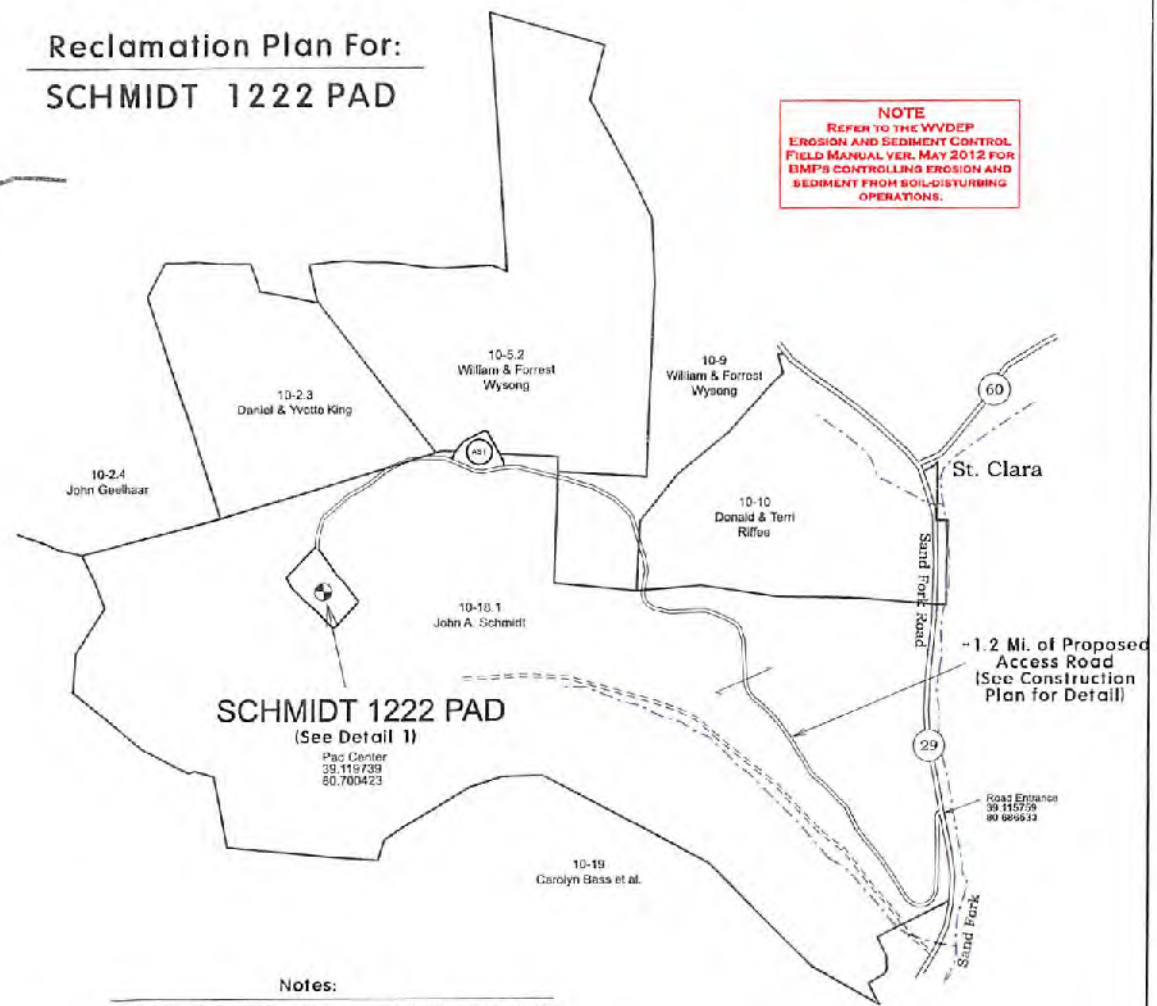 Reclamation Plan For:
SCHMIDT 1222 PAD
NOTE
REFER TO THE WVDEP
EROSION AND SEDIMENT CONTROL
FIELD MANUAL VER. MAY 2012 FOR
BMPS CONTROLLING EROSION AND
SEDIMENT FROM SOIL-DISTURBING
OPERATIONS.
10-5.2
William & Forrest
Wysong
10-9
William & Forrest
Wysong
60
10-2.3
Daniel & Yvette King
St. Clara
10-2.4
John Geelhaar
AST
10-10
Donald & Terri
Riffee
Sand Fork Road
10-18.1
John A. Schmidt
~1.2 Mi. of Proposed
Access Road
(See Construction
Plan for Detail)
SCHMIDT 1222 PAD
(See Detail 1)
Pad Center
39.119739
80.700423
29
Road Entrance
39.115759
80.686533
10-19
Carolyn Bass et al.
Sand Fork
Notes: